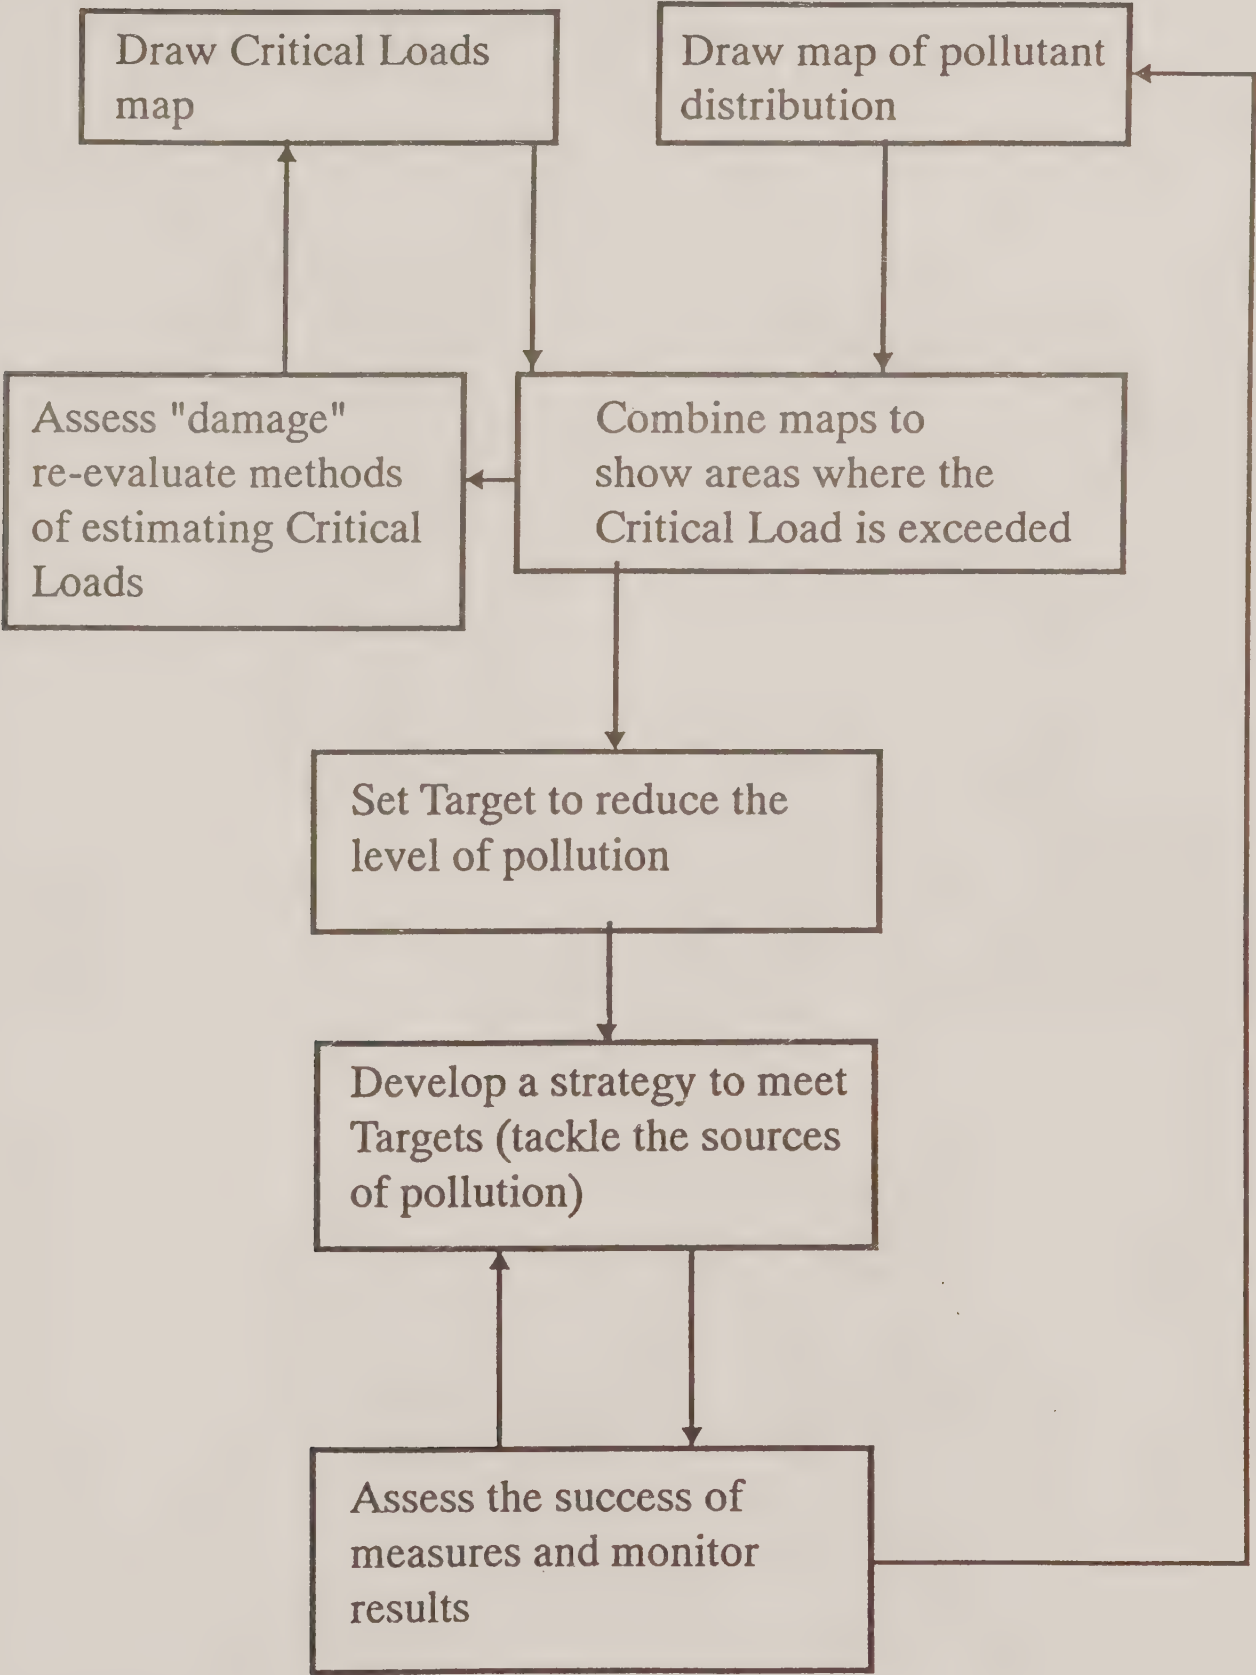 Draw Critical Loads
map
Draw map of pollutant
distribution
Assess "damage"
re-evaluate methods
of estimating Critical
Loads
Combine maps to
show areas where the
Critical Load is exceeded
Set Target to reduce the
level of pollution
Develop a strategy to meet
Targets (tackle the sources
of pollution)
Assess the success of
measures and monitor
results